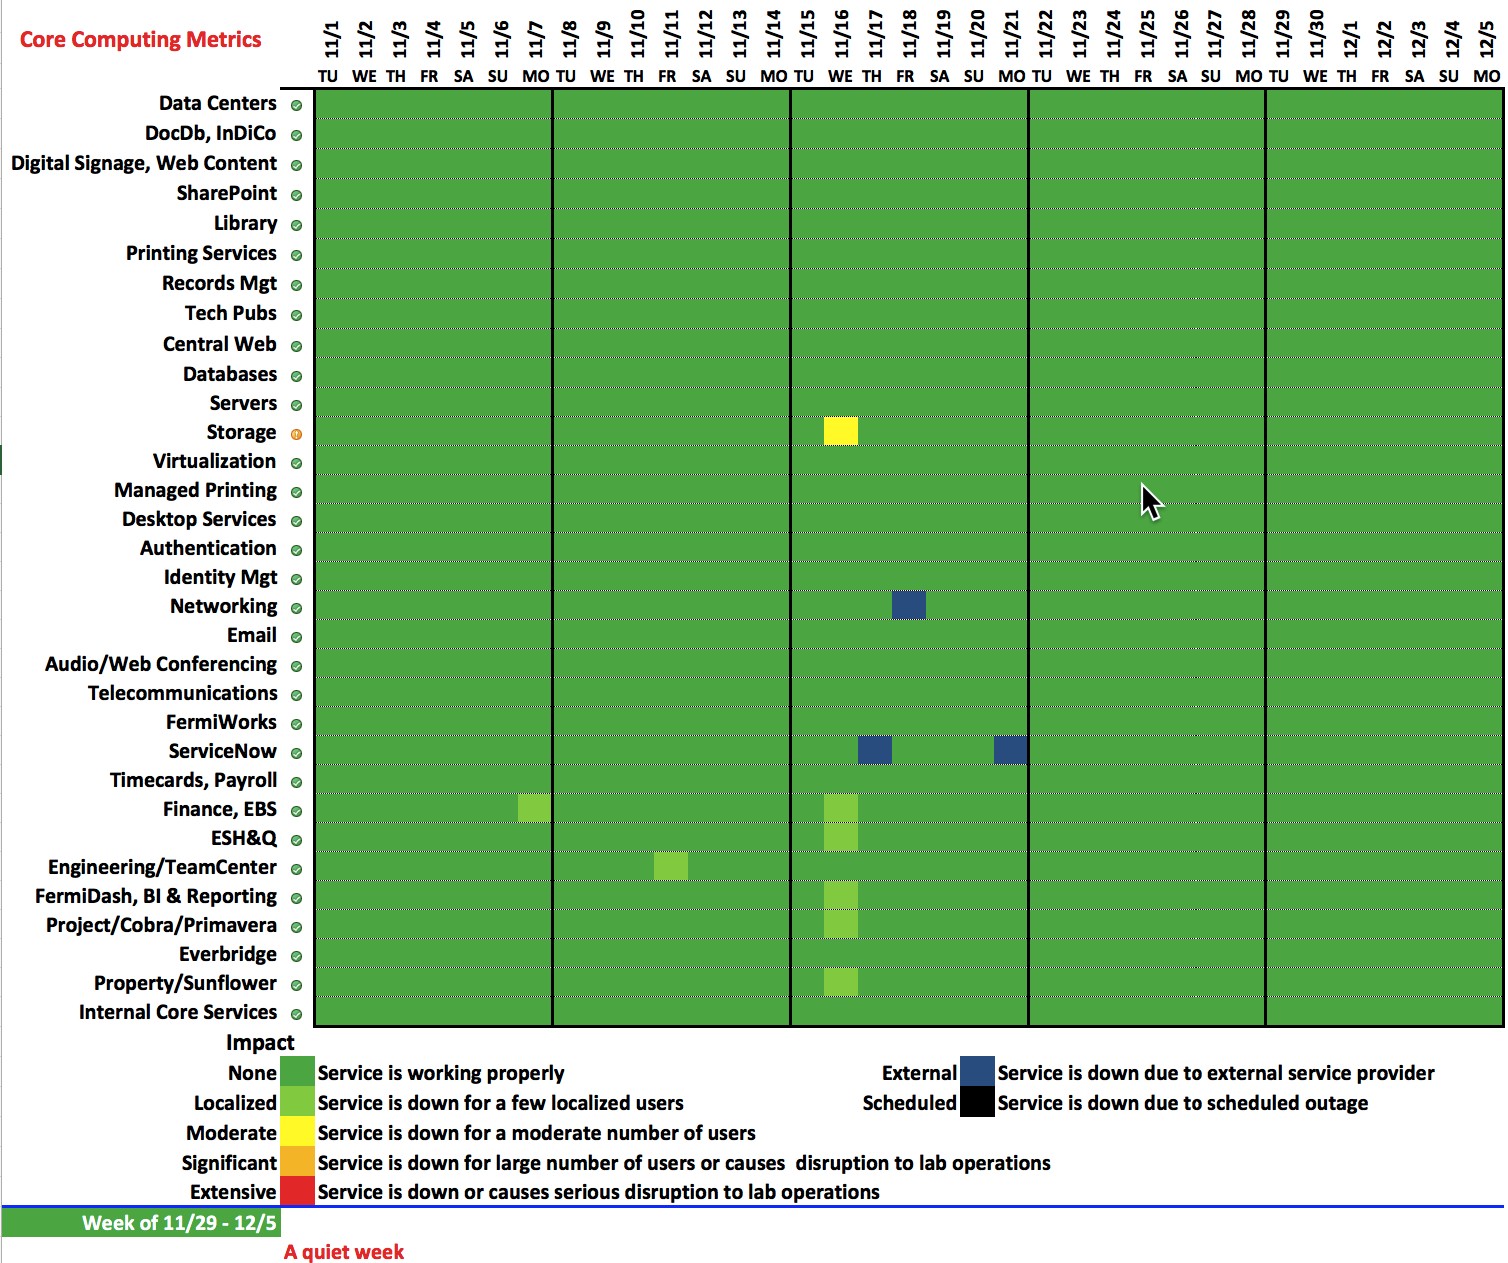 Core Computing Metrics
11/1 11/2 11/3 11/4 11/5 11/6 11/7 11/8 11/9 11/10 11/11 11/12 11/13 11/14 11/15 11/16 11/17 11/18 11/19 11/20 11/21 11/22 11/23 11/24 11/25 11/26 11/27 11/28 11/29 11/30 12/1 12/2 12/3 12/4 12/5
TU WE TH FR SA SU MO TU WE TH FR SA SU MO TU WE TH FR SA SU MO TU WE TH FR SA SU MO TU WE TH FR SA SU MO
Data Centers
DocDb, InDiCo
Digital Signage, Web Content
SharePoint
Library
Printing Services
Records Mgt
Tech Pubs
Central Web
Databases
Servers
Storage
Virtualization
Managed Printing
Desktop Services
Authentication
Identity Mgt
Networking
Email
Audio/Web Conferencing
Telecommunications
FermiWorks
ServiceNow
Timecards, Payroll
Finance, EBS
ESH&Q
Engineering/TeamCenter
FermiDash, BI & Reporting
Project/Cobra/Primavera
Everbridge
Property/Sunflower
Internal Core Services
Impact
None Service is working properly External Service is down due to external service provider
Localized Service is down for a few localized users Scheduled Service is down due to scheduled outage
Moderate Service is down for a moderate number of users
Significant Service is down for large number of users or causes disruption to lab operations
Extensive Service is down or causes serious disruption to lab operations
Week of 11/29 - 12/5
A quiet week